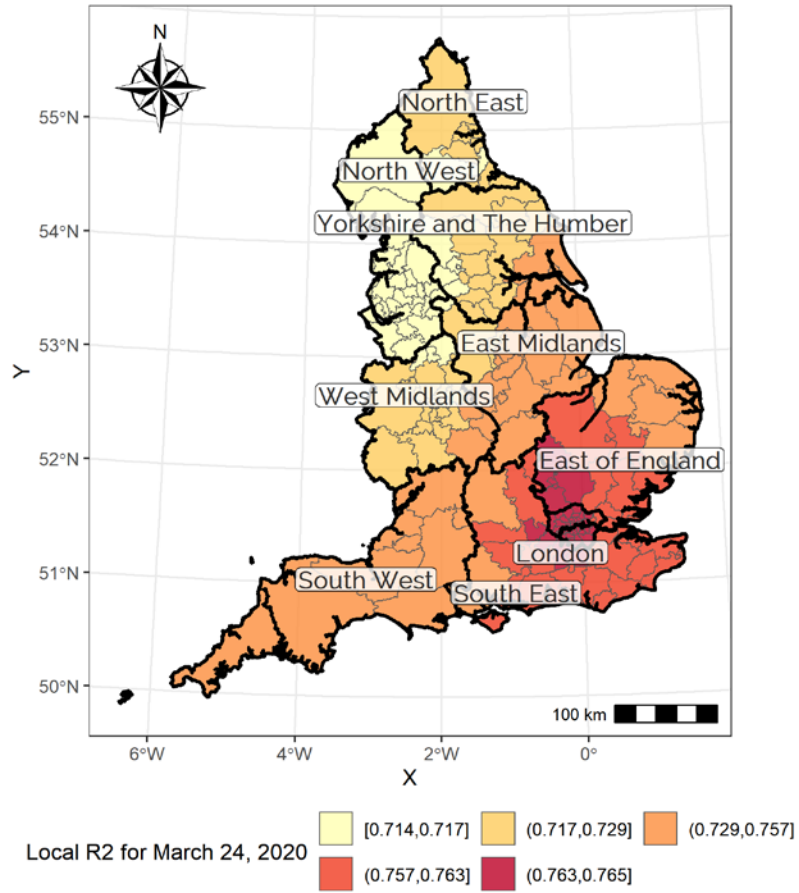 N
55°N
North East
North West
54°N
Yorkshire and The Humber
53°N
East Midlands
Y
West Midlands
52°N
East of England
London
51°N
South West
South East
50°N
100 km
6°W 4°W 2°W 0°
X
Local R2 for March 24, 2020
[0.714,0.717] (0.717,0.729] (0.729,0.757]
(0.757,0.763] (0.763,0.765]